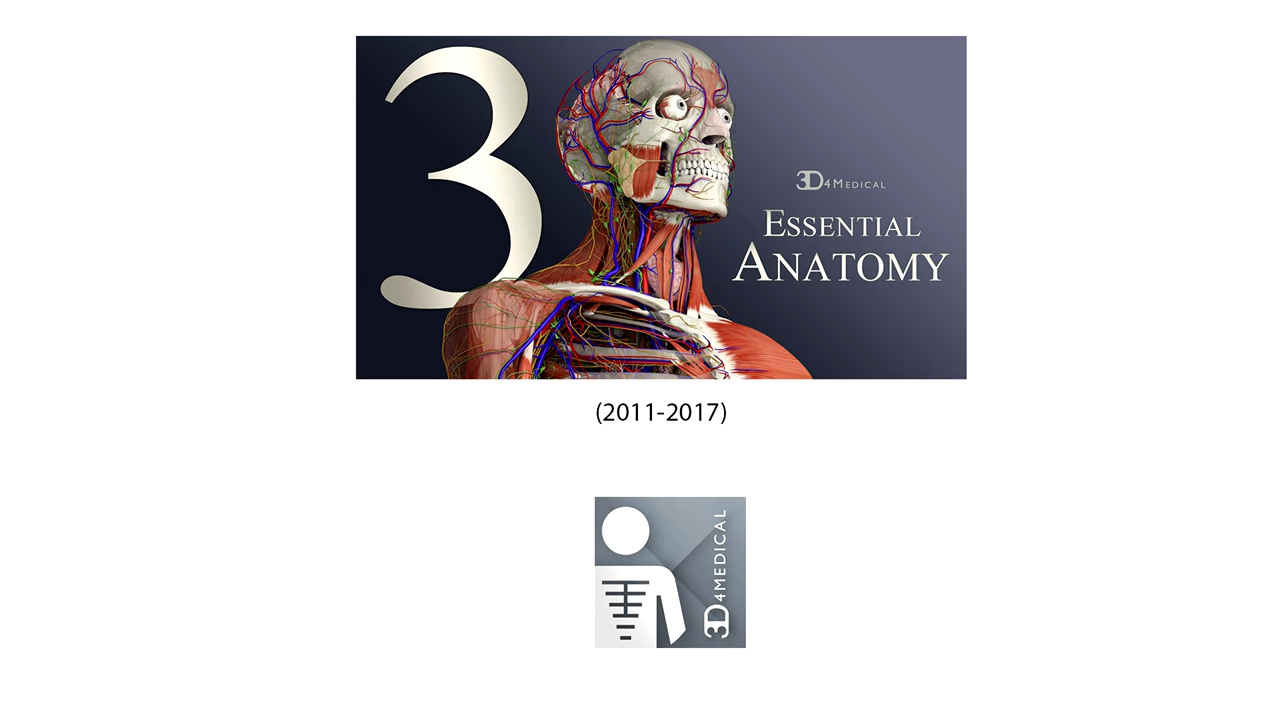 3
3D4MEDICAL
ESSENTIAL
ANATOMY
(2011-2017)
3D4MEDICAL